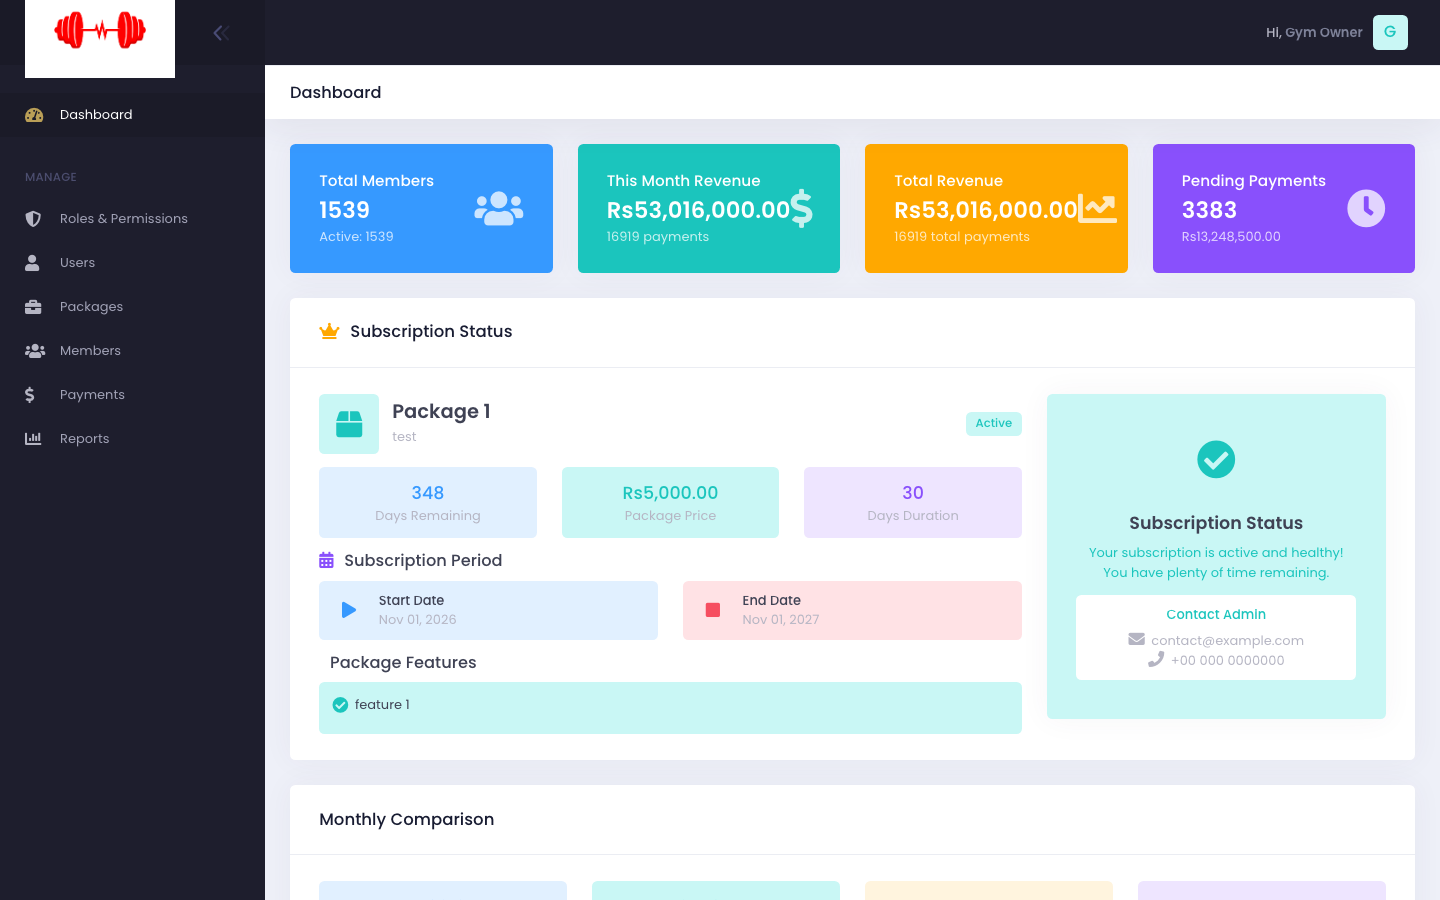 Hi, Gym Owner
G
Dashboard
MANAGE
Roles & Permissions
Users
Packages
Members
Payments
Reports
Dashboard
Total Members
1539
Active: 1539
This Month Revenue
Rs53,016,000.00
16919 payments
Total Revenue
Rs53,016,000.00
16919 total payments
Pending Payments
3383
Rs13,248,500.00
Subscription Status
Package 1
test
Active
348
Days Remaining
Rs5,000.00
Package Price
30
Days Duration
Subscription Period
Start Date
Nov 01, 2026
End Date
Nov 01, 2027
Package Features
feature 1
Subscription Status
Your subscription is active and healthy!
You have plenty of time remaining.
Contact Admin
contact@example.com
+00 000 0000000
Monthly Comparison